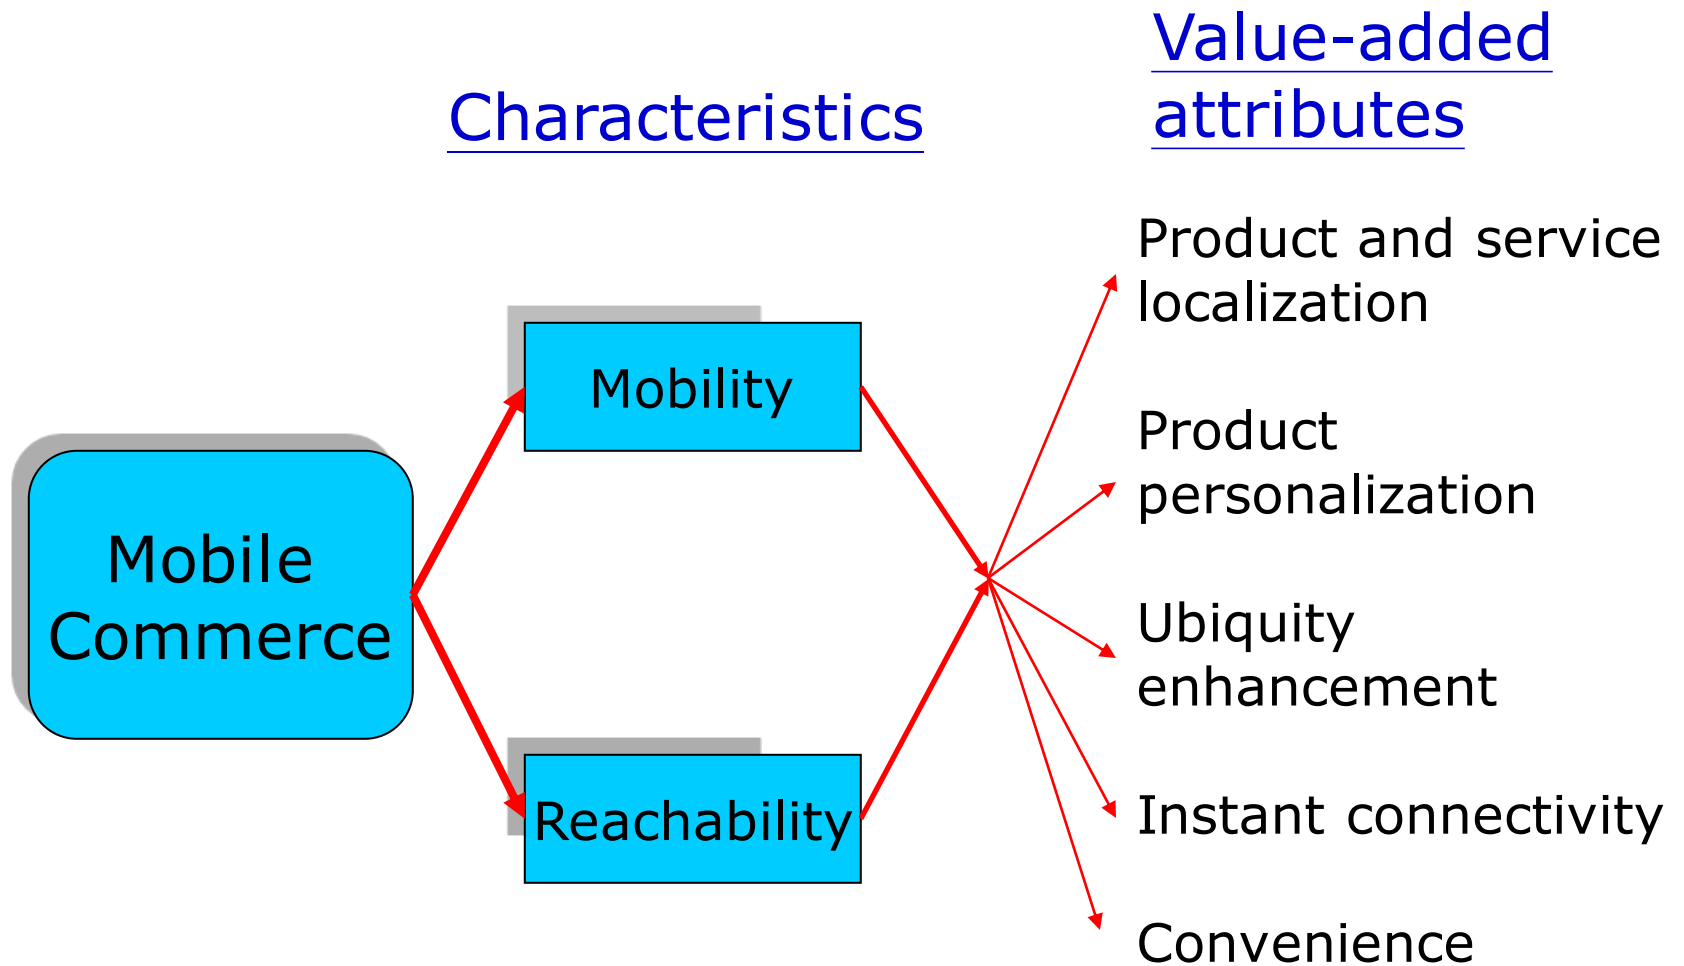 Value-added
attributes
Characteristics
Product and service
localization
Mobility
Product
personalization
Mobile
Commerce
Ubiquity
enhancement
Reachability
Instant connectivity
Convenience